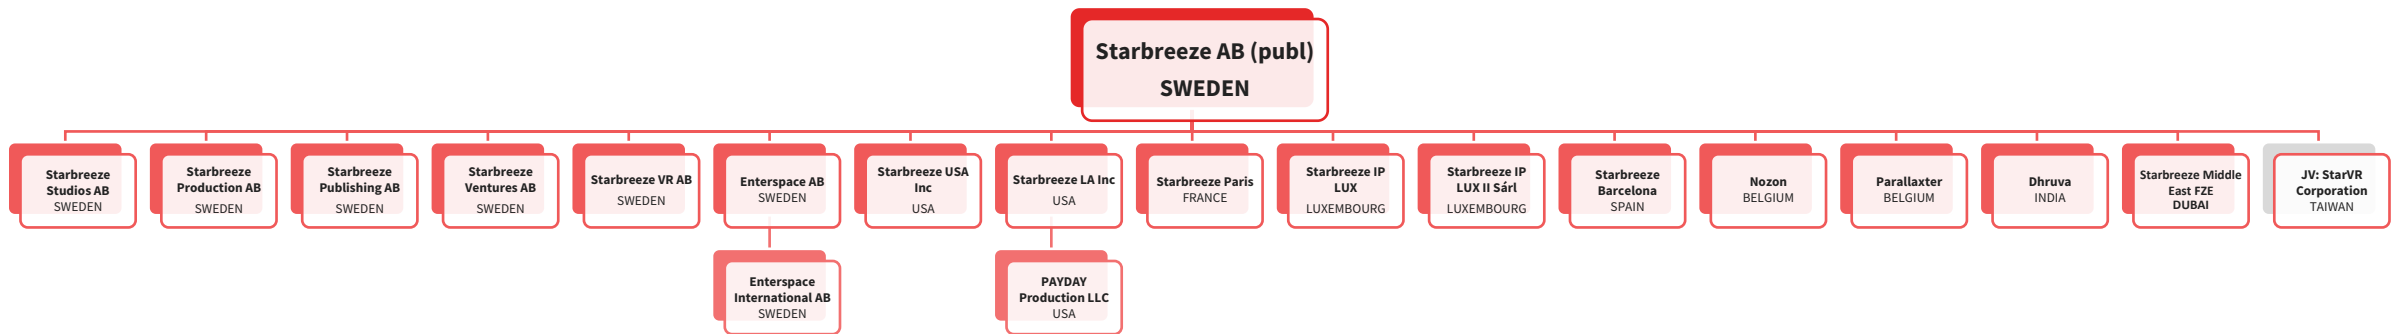 Starbreeze AB (publ)
SWEDEN
Starbreeze
Studios AB
SWEDEN
Starbreeze
Production AB
SWEDEN
Starbreeze
Publishing AB
SWEDEN
Starbreeze
Ventures AB
SWEDEN
Starbreeze VR AB
SWEDEN
Enterspace AB
SWEDEN
Starbreeze USA
Inc
USA
Starbreeze LA Inc
USA
Starbreeze Paris
FRANCE
Starbreeze IP
LUX
LUXEMBOURG
Starbreeze IP
LUX II Sárl
LUXEMBOURG
Starbreeze
Barcelona
SPAIN
Nozon
BELGIUM
Parallaxter
BELGIUM
Dhruva
INDIA
Starbreeze Middle
East FZE
DUBAI
JV: StarVR
Corporation
TAIWAN
Enterspace
International AB
SWEDEN
PAYDAY
Production LLC
USA